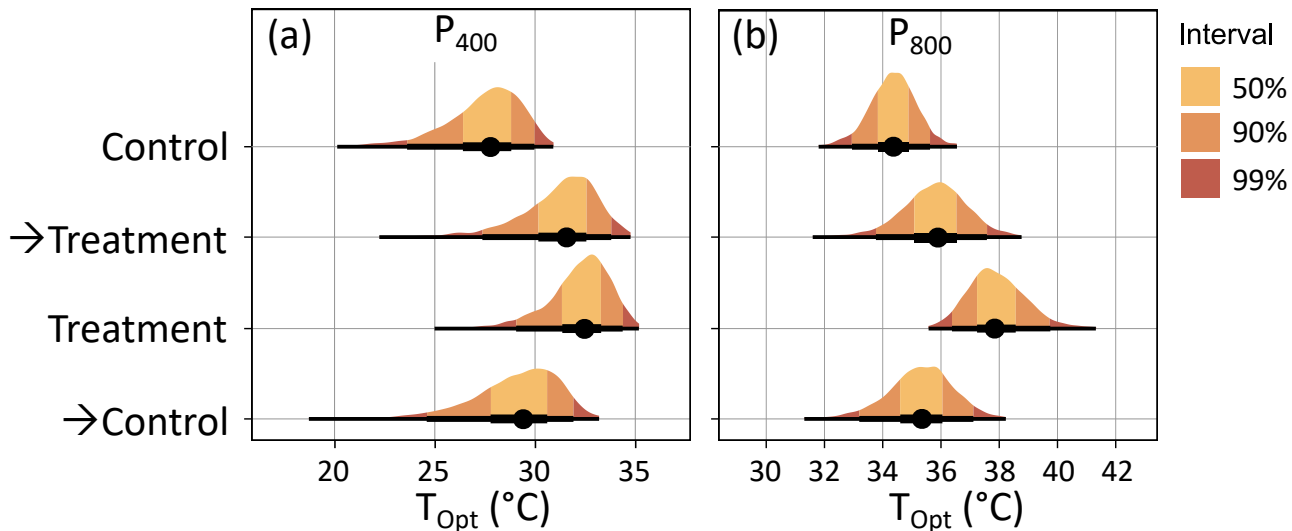 (a)
P400
(b)
P800
Interval
50%
90%
99%
Control
→Treatment
Treatment
→Control
20 25 30 35
30 32 34 36 38 40 42
TOpt (°C)
TOpt (°C)